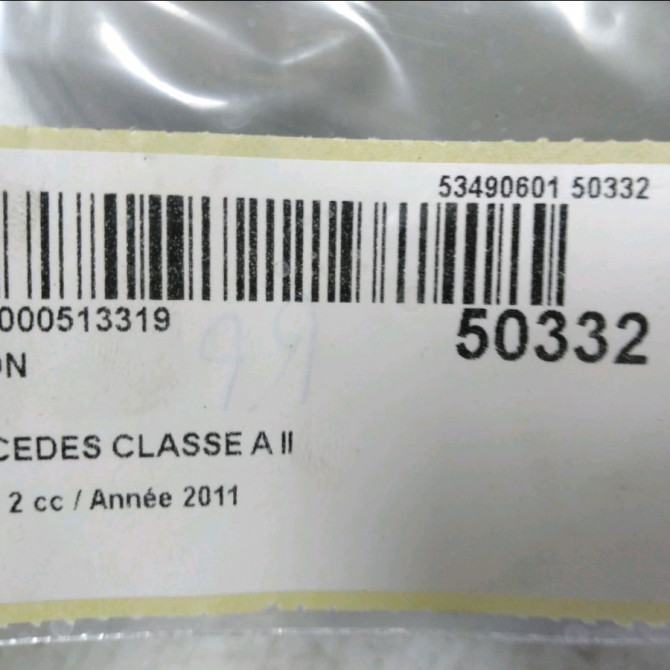 53490601 50332
000513319
50332
ON
CEDES CLASSE A II
2 cc / Année 2011